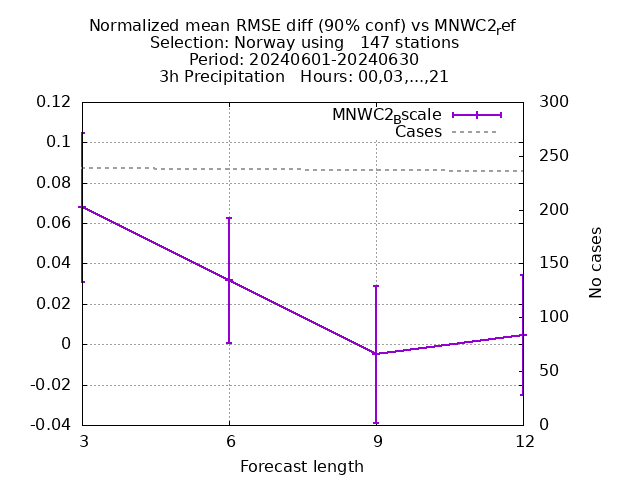 Normalized mean RMSE diff (90% conf) vs MNWC2ref
Selection: Norway using   147 stations
Period: 20240601-20240630
3h Precipitation   Hours: 00,03,...,21
MNWC2Bscale
Cases
0.12
0.1
0.08
0.06
0.04
0.02
0
-0.02
-0.04
300
250
200
150
100
50
0
No cases
3 6 9 12
Forecast length